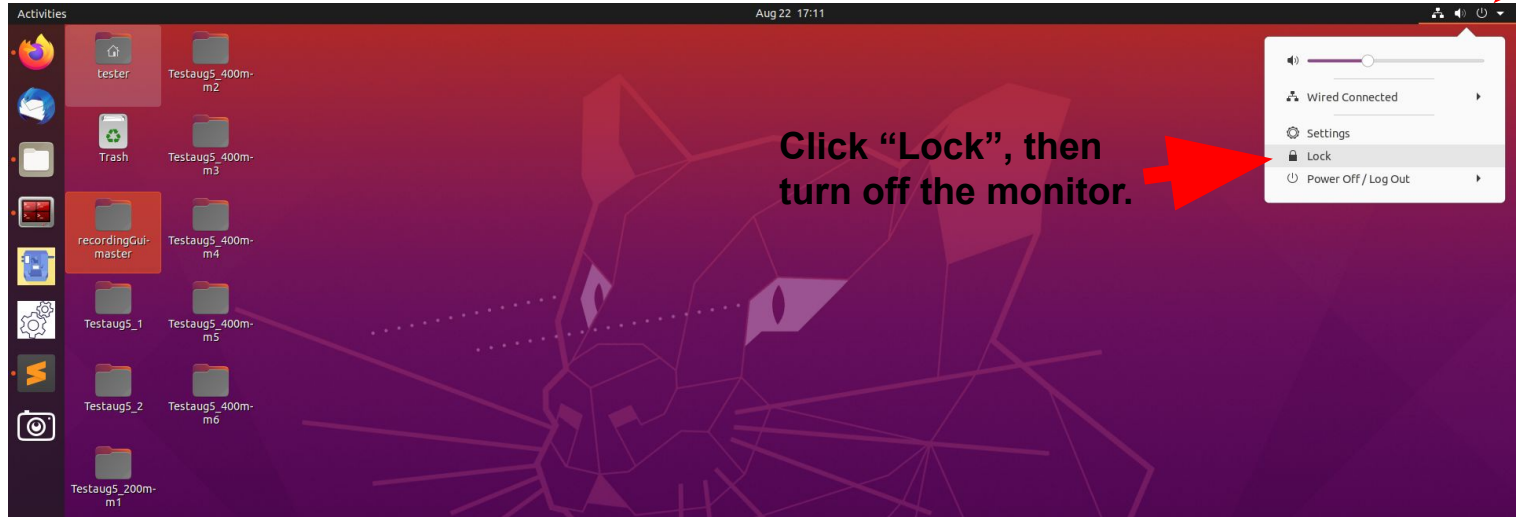 Activities
Aug 22 17:11
tester
Testaug5_400m-
m2
Trash
Testaug5_400m-
m3
recordingGui-
master
Testaug5_400m-
m4
Testaug5_1
Testaug5_400m-
m5
Testaug5_2
Testaug5_400m-
m6
Testaug5_200m-
m1
Click “Lock”, then
turn off the monitor.
Wired Connected
Settings
Lock
Power Off / Log Out